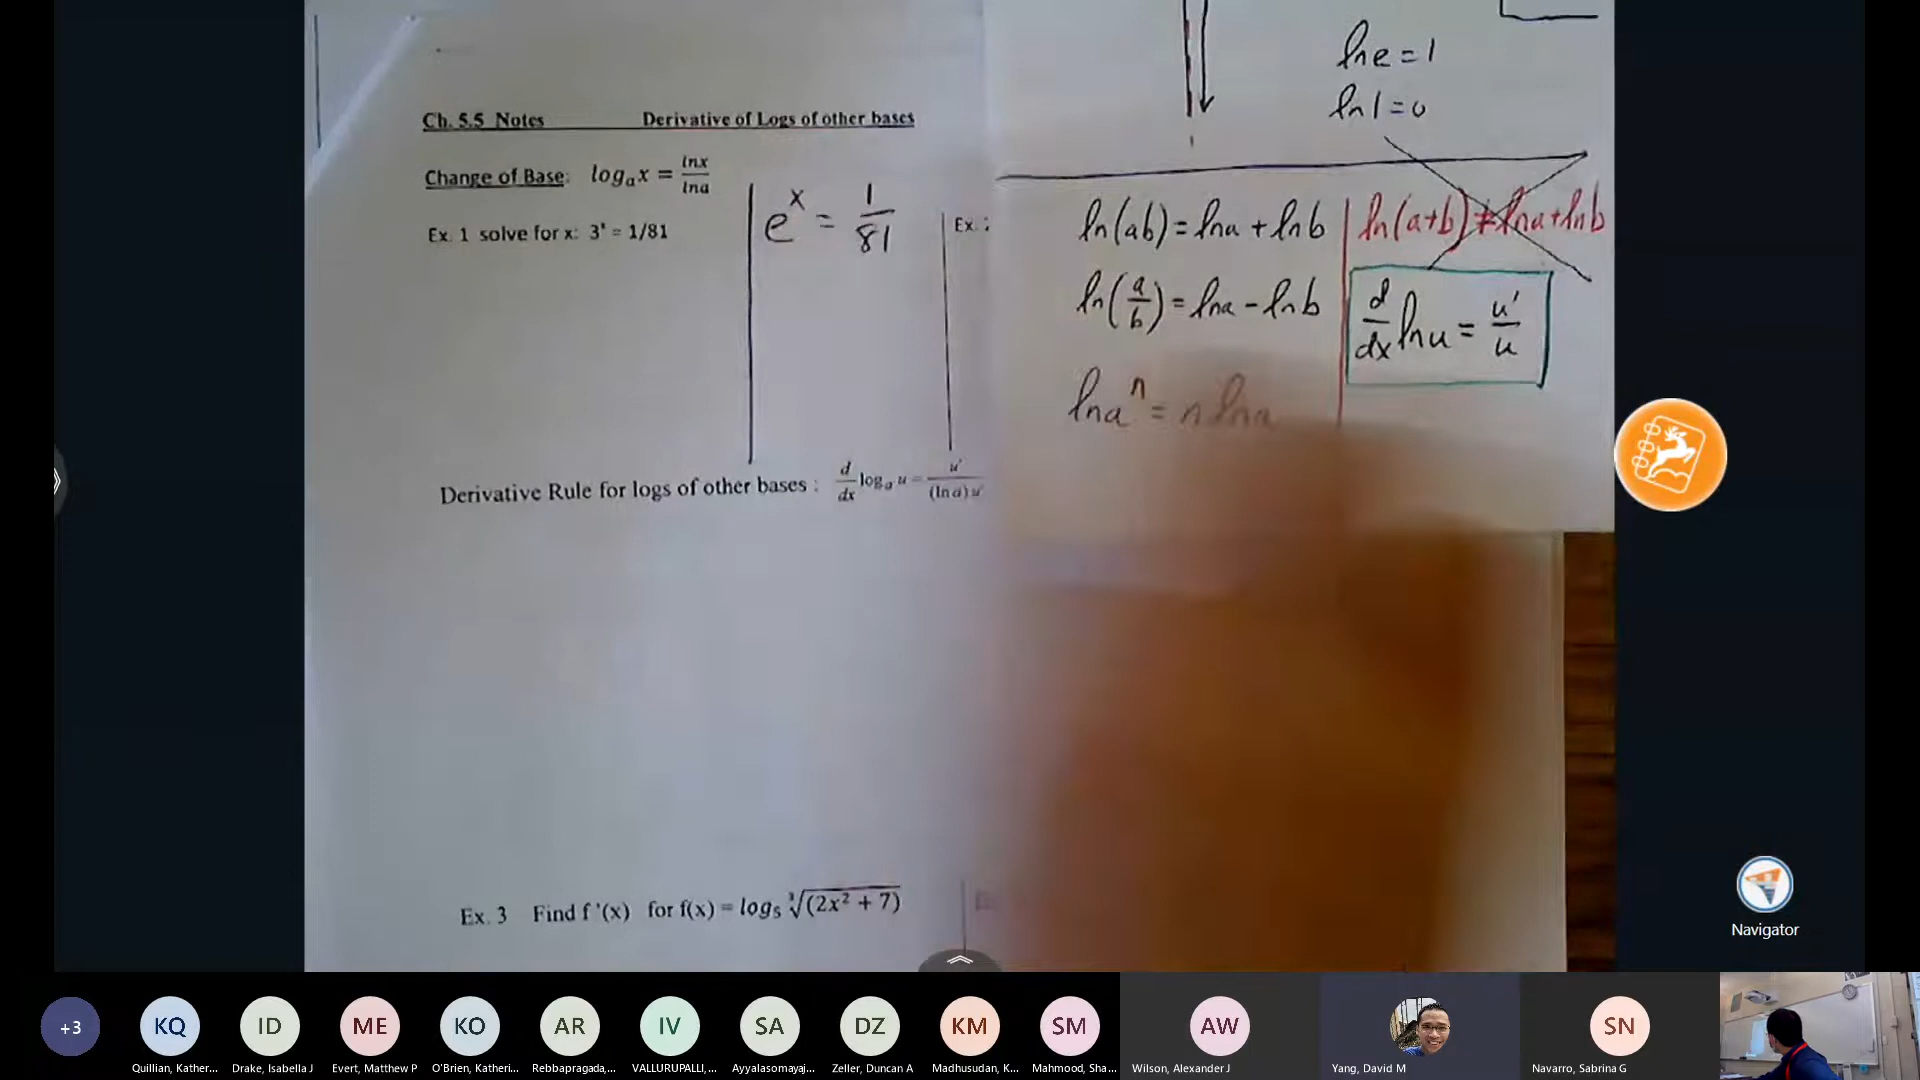 Ch. 5.5 Notes Derivative of Logs of other bases
Change of Base: logₐx = lnx/lna
Ex. 1 solve for x: 3ˣ = 1/81
eˣ = 1/81
Ex.
Derivative Rule for logs of other bases : d/dx logₐ u = u'/(ln a) u
Ex. 3 Find f '(x) for f(x) = log₅ ∛(2x² + 7)
lne = 1
ln1 = 0
ln(ab) = lna + lnb
ln(a+b) ≠ lna + lnb
ln(a/b) = lna - lnb
d/dx lnu = u'/u
lnaⁿ = n lna
Navigator
+3
KQ ID ME KO AR IV SA DZ KM SM AW SN
Quillian, Kather... Drake, Isabella J Evert, Matthew P O'Brien, Katheri... Rebbapragada,... VALLURUPALLI,... Ayyalasomayaj... Zeller, Duncan A Madhusudan, K... Mahmood, Sha... Wilson, Alexander J Yang, David M Navarro, Sabrina G